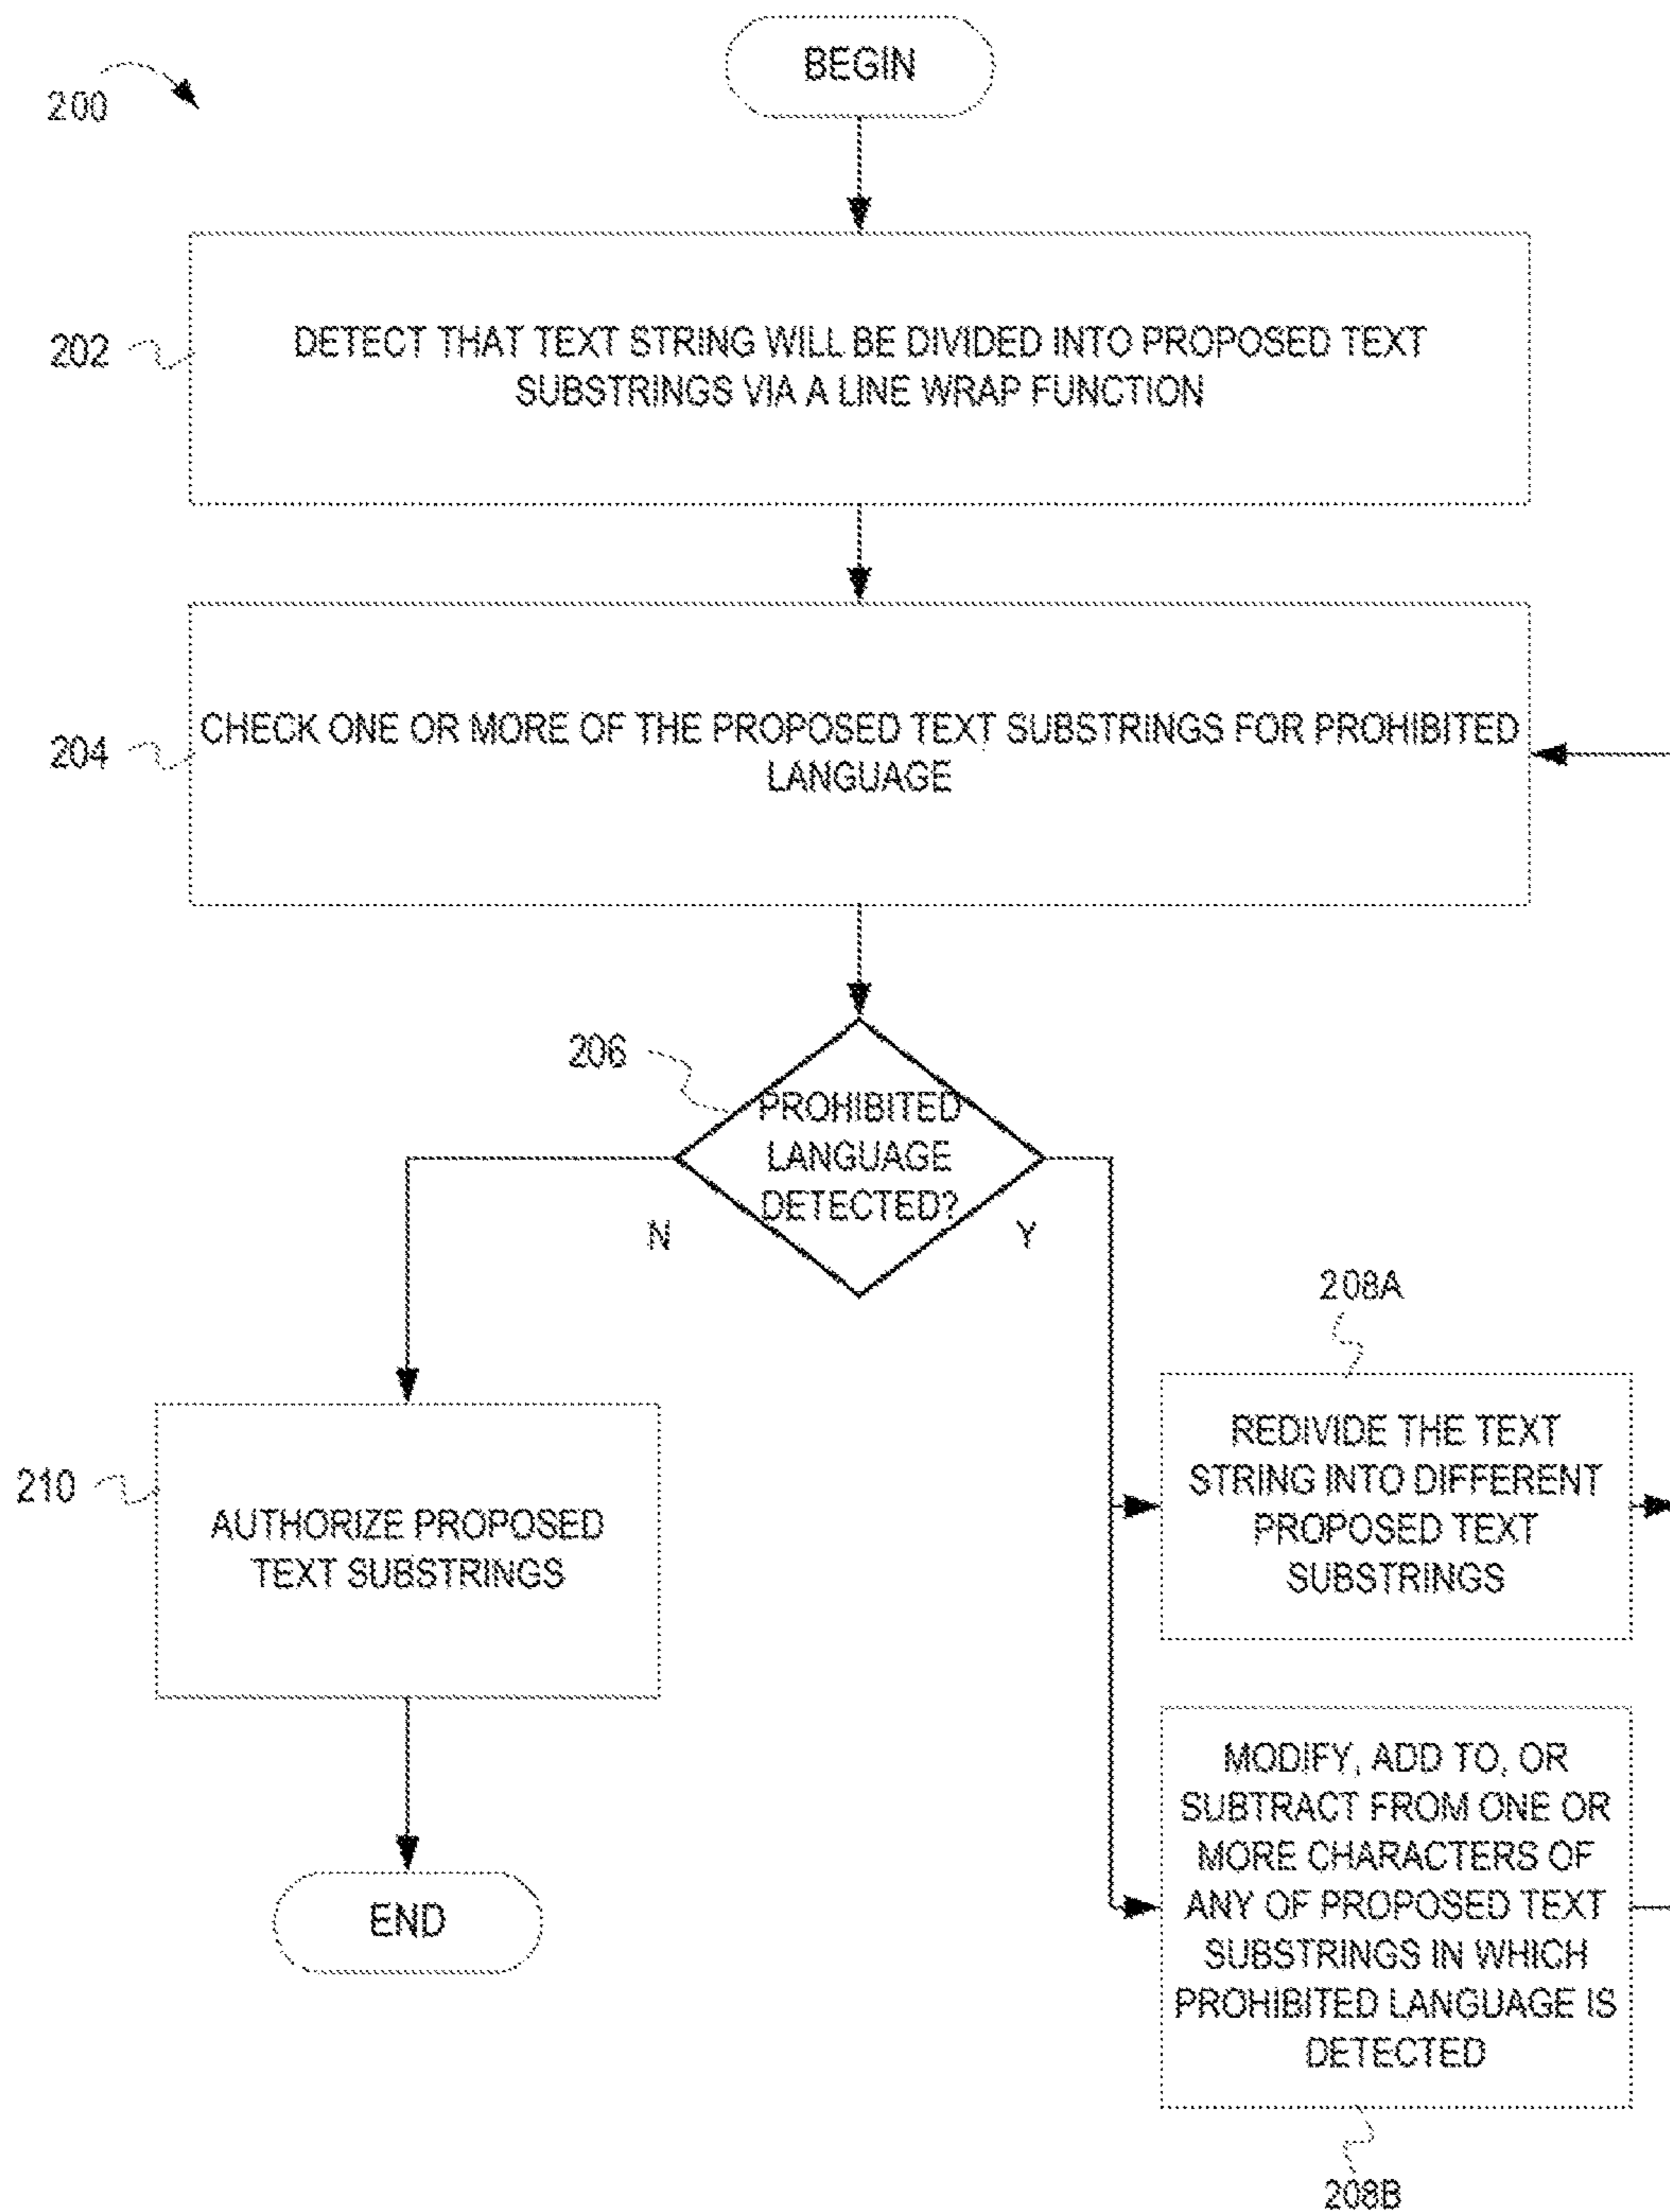 BEGIN
200
202
DETECT THAT TEXT STRING WILL BE DIVIDED INTO PROPOSED TEXT
SUBSTRINGS VIA A LINE WRAP FUNCTION
204
CHECK ONE OR MORE OF THE PROPOSED TEXT SUBSTRINGS FOR PROHIBITED
LANGUAGE
206
PROHIBITED
LANGUAGE
DETECTED?
N
Y
208A
REDIVIDE THE TEXT
STRING INTO DIFFERENT
PROPOSED TEXT
SUBSTRINGS
210
AUTHORIZE PROPOSED
TEXT SUBSTRINGS
MODIFY, ADD TO, OR
SUBTRACT FROM ONE OR
MORE CHARACTERS OF
ANY OF PROPOSED TEXT
SUBSTRINGS IN WHICH
PROHIBITED LANGUAGE IS
DETECTED
END
208B